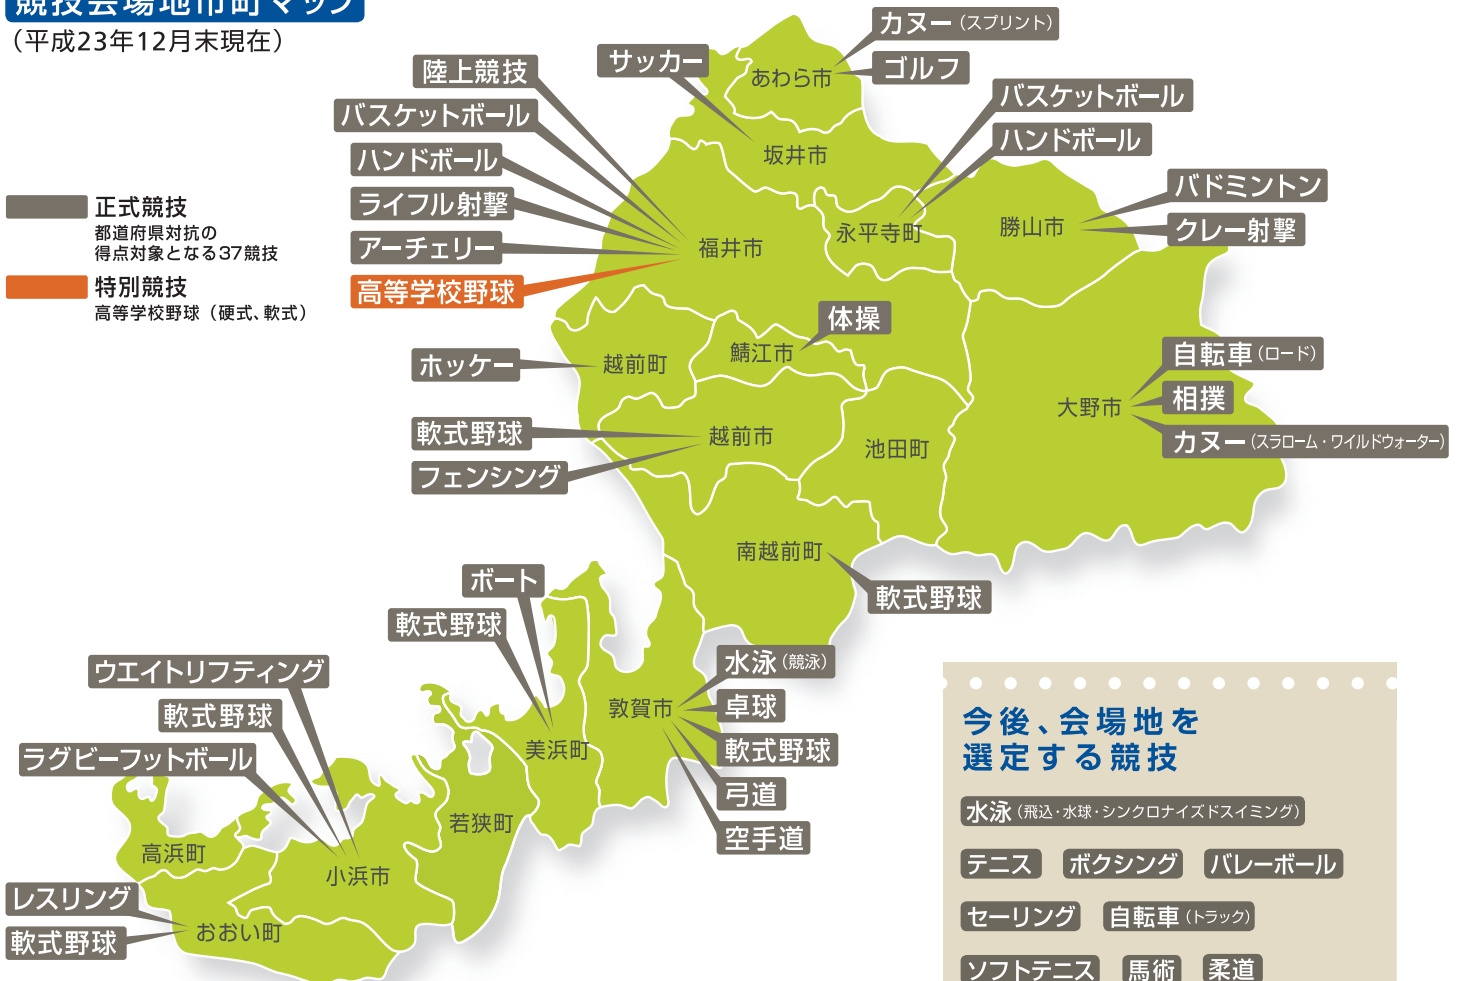 競技会場地市町マップ
（平成23年12月末現在）
正式競技
都道府県対抗の
得点対象となる37競技
特別競技
高等学校野球（硬式、軟式）
カヌー（スプリント）
ゴルフ
あわら市
サッカー
坂井市
陸上競技
バスケットボール
ハンドボール
ライフル射撃
アーチェリー
高等学校野球
福井市
バスケットボール
ハンドボール
永平寺町
バドミントン
クレー射撃
勝山市
体操
鯖江市
ホッケー
越前町
自転車（ロード）
相撲
カヌー（スラローム・ワイルドウォーター）
大野市
軟式野球
フェンシング
越前市
池田町
南越前町
軟式野球
ボート
軟式野球
美浜町
水泳（競泳）
卓球
軟式野球
弓道
空手道
敦賀市
ウエイトリフティング
軟式野球
ラグビーフットボール
小浜市
若狭町
高浜町
レスリング
軟式野球
おおい町
今後、会場地を
選定する競技
水泳（飛込・水球・シンクロナイズドスイミング）
テニス ボクシング バレーボール
セーリング 自転車（トラック）
ソフトテニス 馬術 柔道